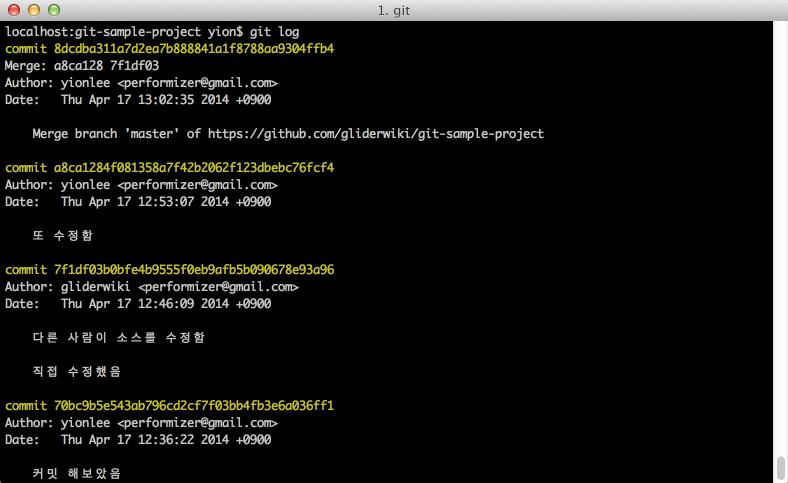 1. git
localhost:git-sample-project yion$ git log
commit 8dcdba311a7d2ea7b888841a1f8788aa9304ffb4
Merge: a8ca128 7f1df03
Author: yionlee <performizer@gmail.com>
Date:   Thu Apr 17 13:02:35 2014 +0900
Merge branch 'master' of https://github.com/gliderwiki/git-sample-project
commit a8ca1284f081358a7f42b2062f123dbebc76fcf4
Author: yionlee <performizer@gmail.com>
Date:   Thu Apr 17 12:53:07 2014 +0900
또 수정함
commit 7f1df03b0bfe4b9555f0eb9afb5b090678e93a96
Author: gliderwiki <performizer@gmail.com>
Date:   Thu Apr 17 12:46:09 2014 +0900
다른 사람이 소스를 수정함
직접 수정했음
commit 70bc9b5e543ab796cd2cf7f03bb4fb3e6a036ff1
Author: yionlee <performizer@gmail.com>
Date:   Thu Apr 17 12:36:22 2014 +0900
커밋 해보았음